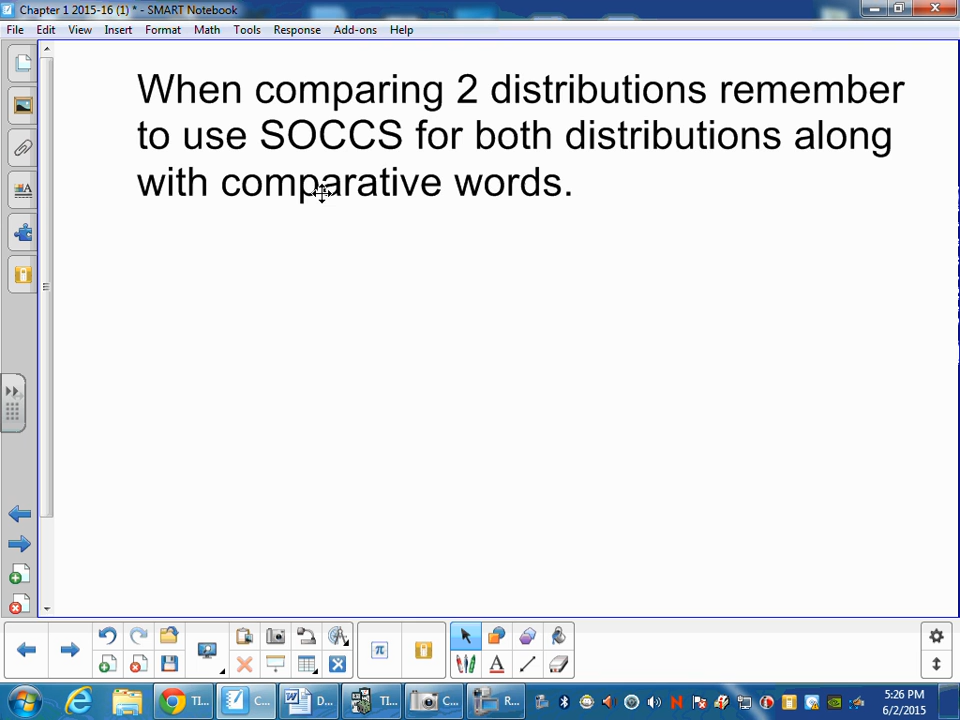 Chapter 1 2015-16 (1) * - SMART Notebook
File Edit View Insert Format Math Tools Response Add-ons Help
When comparing 2 distributions remember
to use SOCCS for both distributions along
with comparative words.
TI... C... D... TI... C... R...
5:26 PM
6/2/2015